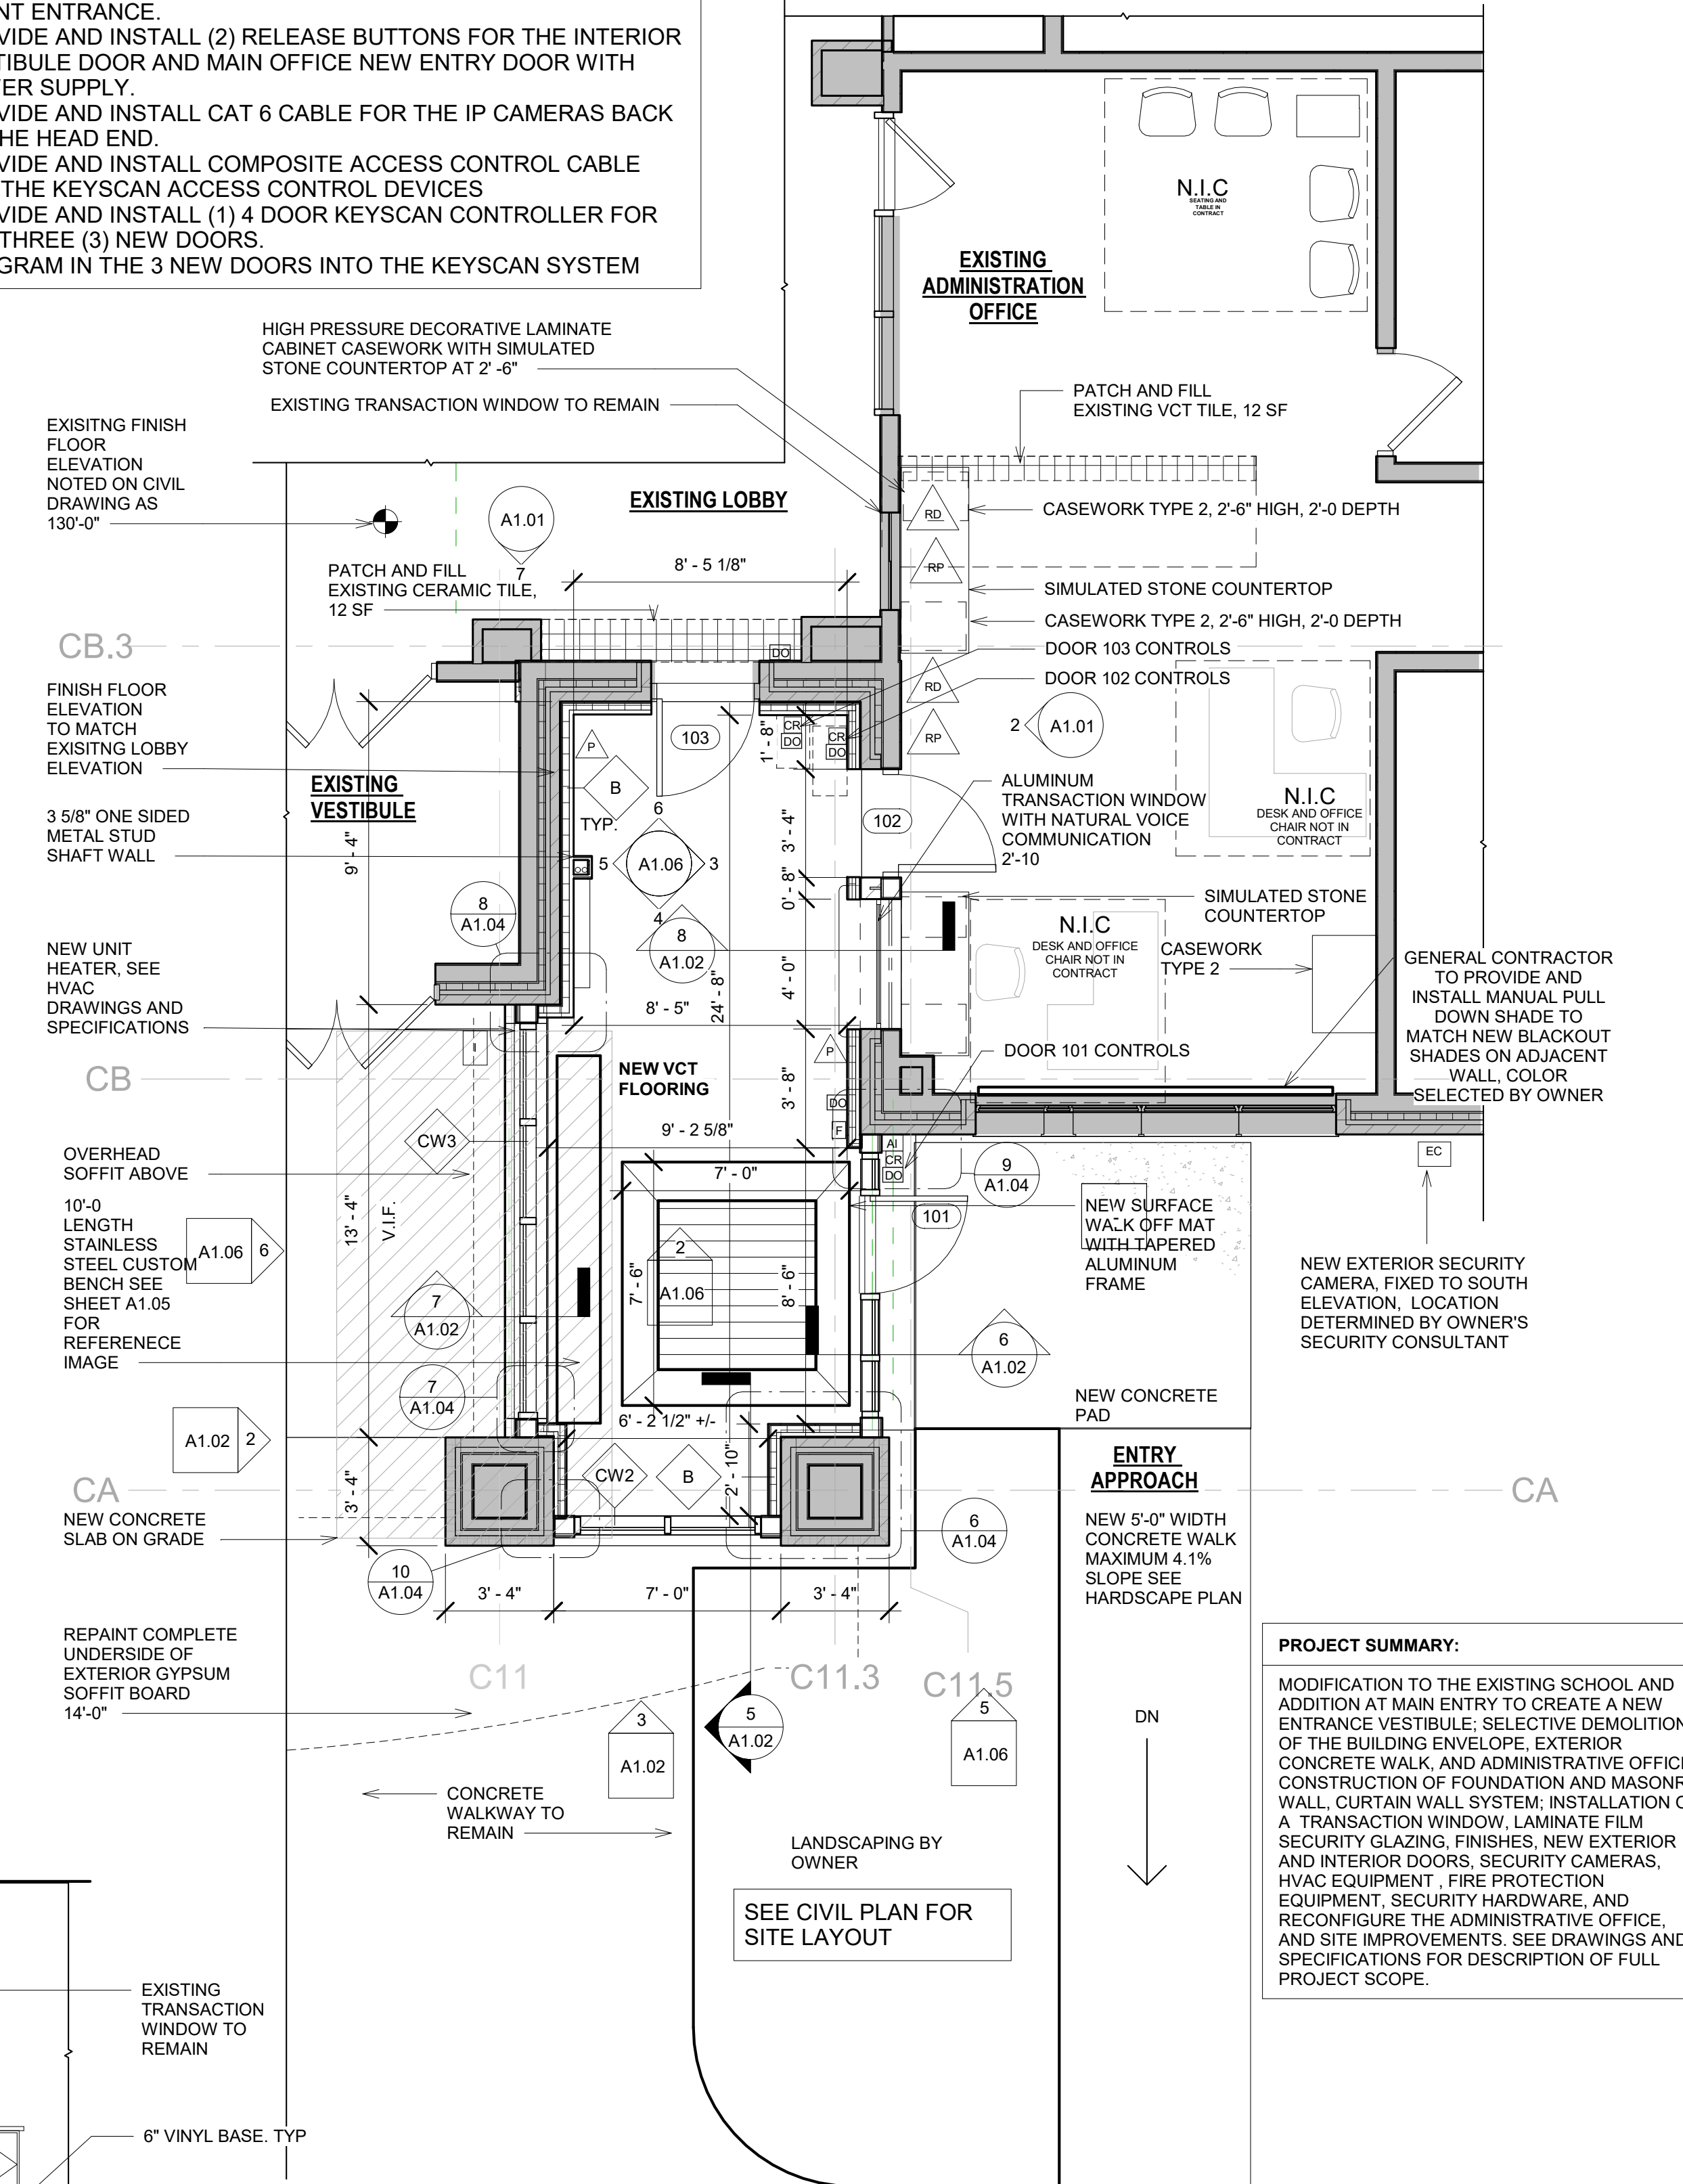 NT ENTRANCE.
VIDE AND INSTALL (2) RELEASE BUTTONS FOR THE INTERIOR
TIBULE DOOR AND MAIN OFFICE NEW ENTRY DOOR WITH
ER SUPPLY.
VIDE AND INSTALL CAT 6 CABLE FOR THE IP CAMERAS BACK
HE HEAD END.
VIDE AND INSTALL COMPOSITE ACCESS CONTROL CABLE
THE KEYSCAN ACCESS CONTROL DEVICES
VIDE AND INSTALL (1) 4 DOOR KEYSCAN CONTROLLER FOR
THREE (3) NEW DOORS.
GRAM IN THE 3 NEW DOORS INTO THE KEYSCAN SYSTEM
N.I.C
SEATING AND
TABLE IN
CONTRACT
EXISTING
ADMINISTRATION
OFFICE
HIGH PRESSURE DECORATIVE LAMINATE
CABINET CASEWORK WITH SIMULATED
STONE COUNTERTOP AT 2' -6"
EXISTING TRANSACTION WINDOW TO REMAIN
PATCH AND FILL
EXISTING VCT TILE, 12 SF
EXISITNG FINISH
FLOOR
ELEVATION
NOTED ON CIVIL
DRAWING AS
130'-0"
EXISTING LOBBY
A1.01
7
RD
CASEWORK TYPE 2, 2'-6" HIGH, 2'-0 DEPTH
PATCH AND FILL
EXISTING CERAMIC TILE,
12 SF
8' - 5 1/8"
RP
SIMULATED STONE COUNTERTOP
CASEWORK TYPE 2, 2'-6" HIGH, 2'-0 DEPTH
CB.3
DO
DOOR 103 CONTROLS
DOOR 102 CONTROLS
RD
RP
FINISH FLOOR
ELEVATION
TO MATCH
EXISITNG LOBBY
ELEVATION
2
A1.01
103
CR
DO
CR
DO
1' - 8"
P
B
TYP.
EXISTING
VESTIBULE
9' - 4"
3 5/8" ONE SIDED
METAL STUD
SHAFT WALL
ALUMINUM
TRANSACTION WINDOW
WITH NATURAL VOICE
COMMUNICATION
2'-10
N.I.C
DESK AND OFFICE
CHAIR NOT IN
CONTRACT
102
3' - 4"
6
5
A1.06
3
4
0' - 8"
8
A1.04
8
A1.02
24' - 8"
SIMULATED STONE
COUNTERTOP
N.I.C
DESK AND OFFICE
CHAIR NOT IN
CONTRACT
CASEWORK
TYPE 2
GENERAL CONTRACTOR
TO PROVIDE AND
INSTALL MANUAL PULL
DOWN SHADE TO
MATCH NEW BLACKOUT
SHADES ON ADJACENT
WALL, COLOR
SELECTED BY OWNER
NEW UNIT
HEATER, SEE
HVAC
DRAWINGS AND
SPECIFICATIONS
4' - 0"
8' - 5"
P
DOOR 101 CONTROLS
CB
NEW VCT
FLOORING
3' - 8"
DO
F
CW3
9' - 2 5/8"
AI
CR
DO
EC
OVERHEAD
SOFFIT ABOVE
7' - 0"
9
A1.04
10'-0
LENGTH
STAINLESS
STEEL CUSTOM
BENCH SEE
SHEET A1.05
FOR
REFERENECE
IMAGE
A1.06
6
13' - 4"
V.I.F.
101
NEW SURFACE
WALK OFF MAT
WITH TAPERED
ALUMINUM
FRAME
2
A1.06
7' - 6"
8' - 6"
NEW EXTERIOR SECURITY
CAMERA, FIXED TO SOUTH
ELEVATION, LOCATION
DETERMINED BY OWNER'S
SECURITY CONSULTANT
7
A1.02
6
A1.02
7
A1.04
NEW CONCRETE
PAD
6' - 2 1/2" +/-
A1.02
2
CW2
B
2' - 10"
ENTRY
APPROACH
CA
CA
3' - 4"
NEW CONCRETE
SLAB ON GRADE
NEW 5'-0" WIDTH
CONCRETE WALK
MAXIMUM 4.1%
SLOPE SEE
HARDSCAPE PLAN
6
A1.04
10
A1.04
3' - 4"
7' - 0"
3' - 4"
REPAINT COMPLETE
UNDERSIDE OF
EXTERIOR GYPSUM
SOFFIT BOARD
14'-0"
C11
C11.3
C11.5
3
A1.02
5
A1.02
5
A1.06
DN
CONCRETE
WALKWAY TO
REMAIN
LANDSCAPING BY
OWNER
SEE CIVIL PLAN FOR
SITE LAYOUT
PROJECT SUMMARY:
MODIFICATION TO THE EXISTING SCHOOL AND
ADDITION AT MAIN ENTRY TO CREATE A NEW
ENTRANCE VESTIBULE; SELECTIVE DEMOLITION
OF THE BUILDING ENVELOPE, EXTERIOR
CONCRETE WALK, AND ADMINISTRATIVE OFFIC
CONSTRUCTION OF FOUNDATION AND MASONR
WALL, CURTAIN WALL SYSTEM; INSTALLATION O
A TRANSACTION WINDOW, LAMINATE FILM
SECURITY GLAZING, FINISHES, NEW EXTERIOR
AND INTERIOR DOORS, SECURITY CAMERAS,
HVAC EQUIPMENT , FIRE PROTECTION
EQUIPMENT, SECURITY HARDWARE, AND
RECONFIGURE THE ADMINISTRATIVE OFFICE,
AND SITE IMPROVEMENTS. SEE DRAWINGS AND
SPECIFICATIONS FOR DESCRIPTION OF FULL
PROJECT SCOPE.
EXISTING
TRANSACTION
WINDOW TO
REMAIN
6" VINYL BASE. TYP